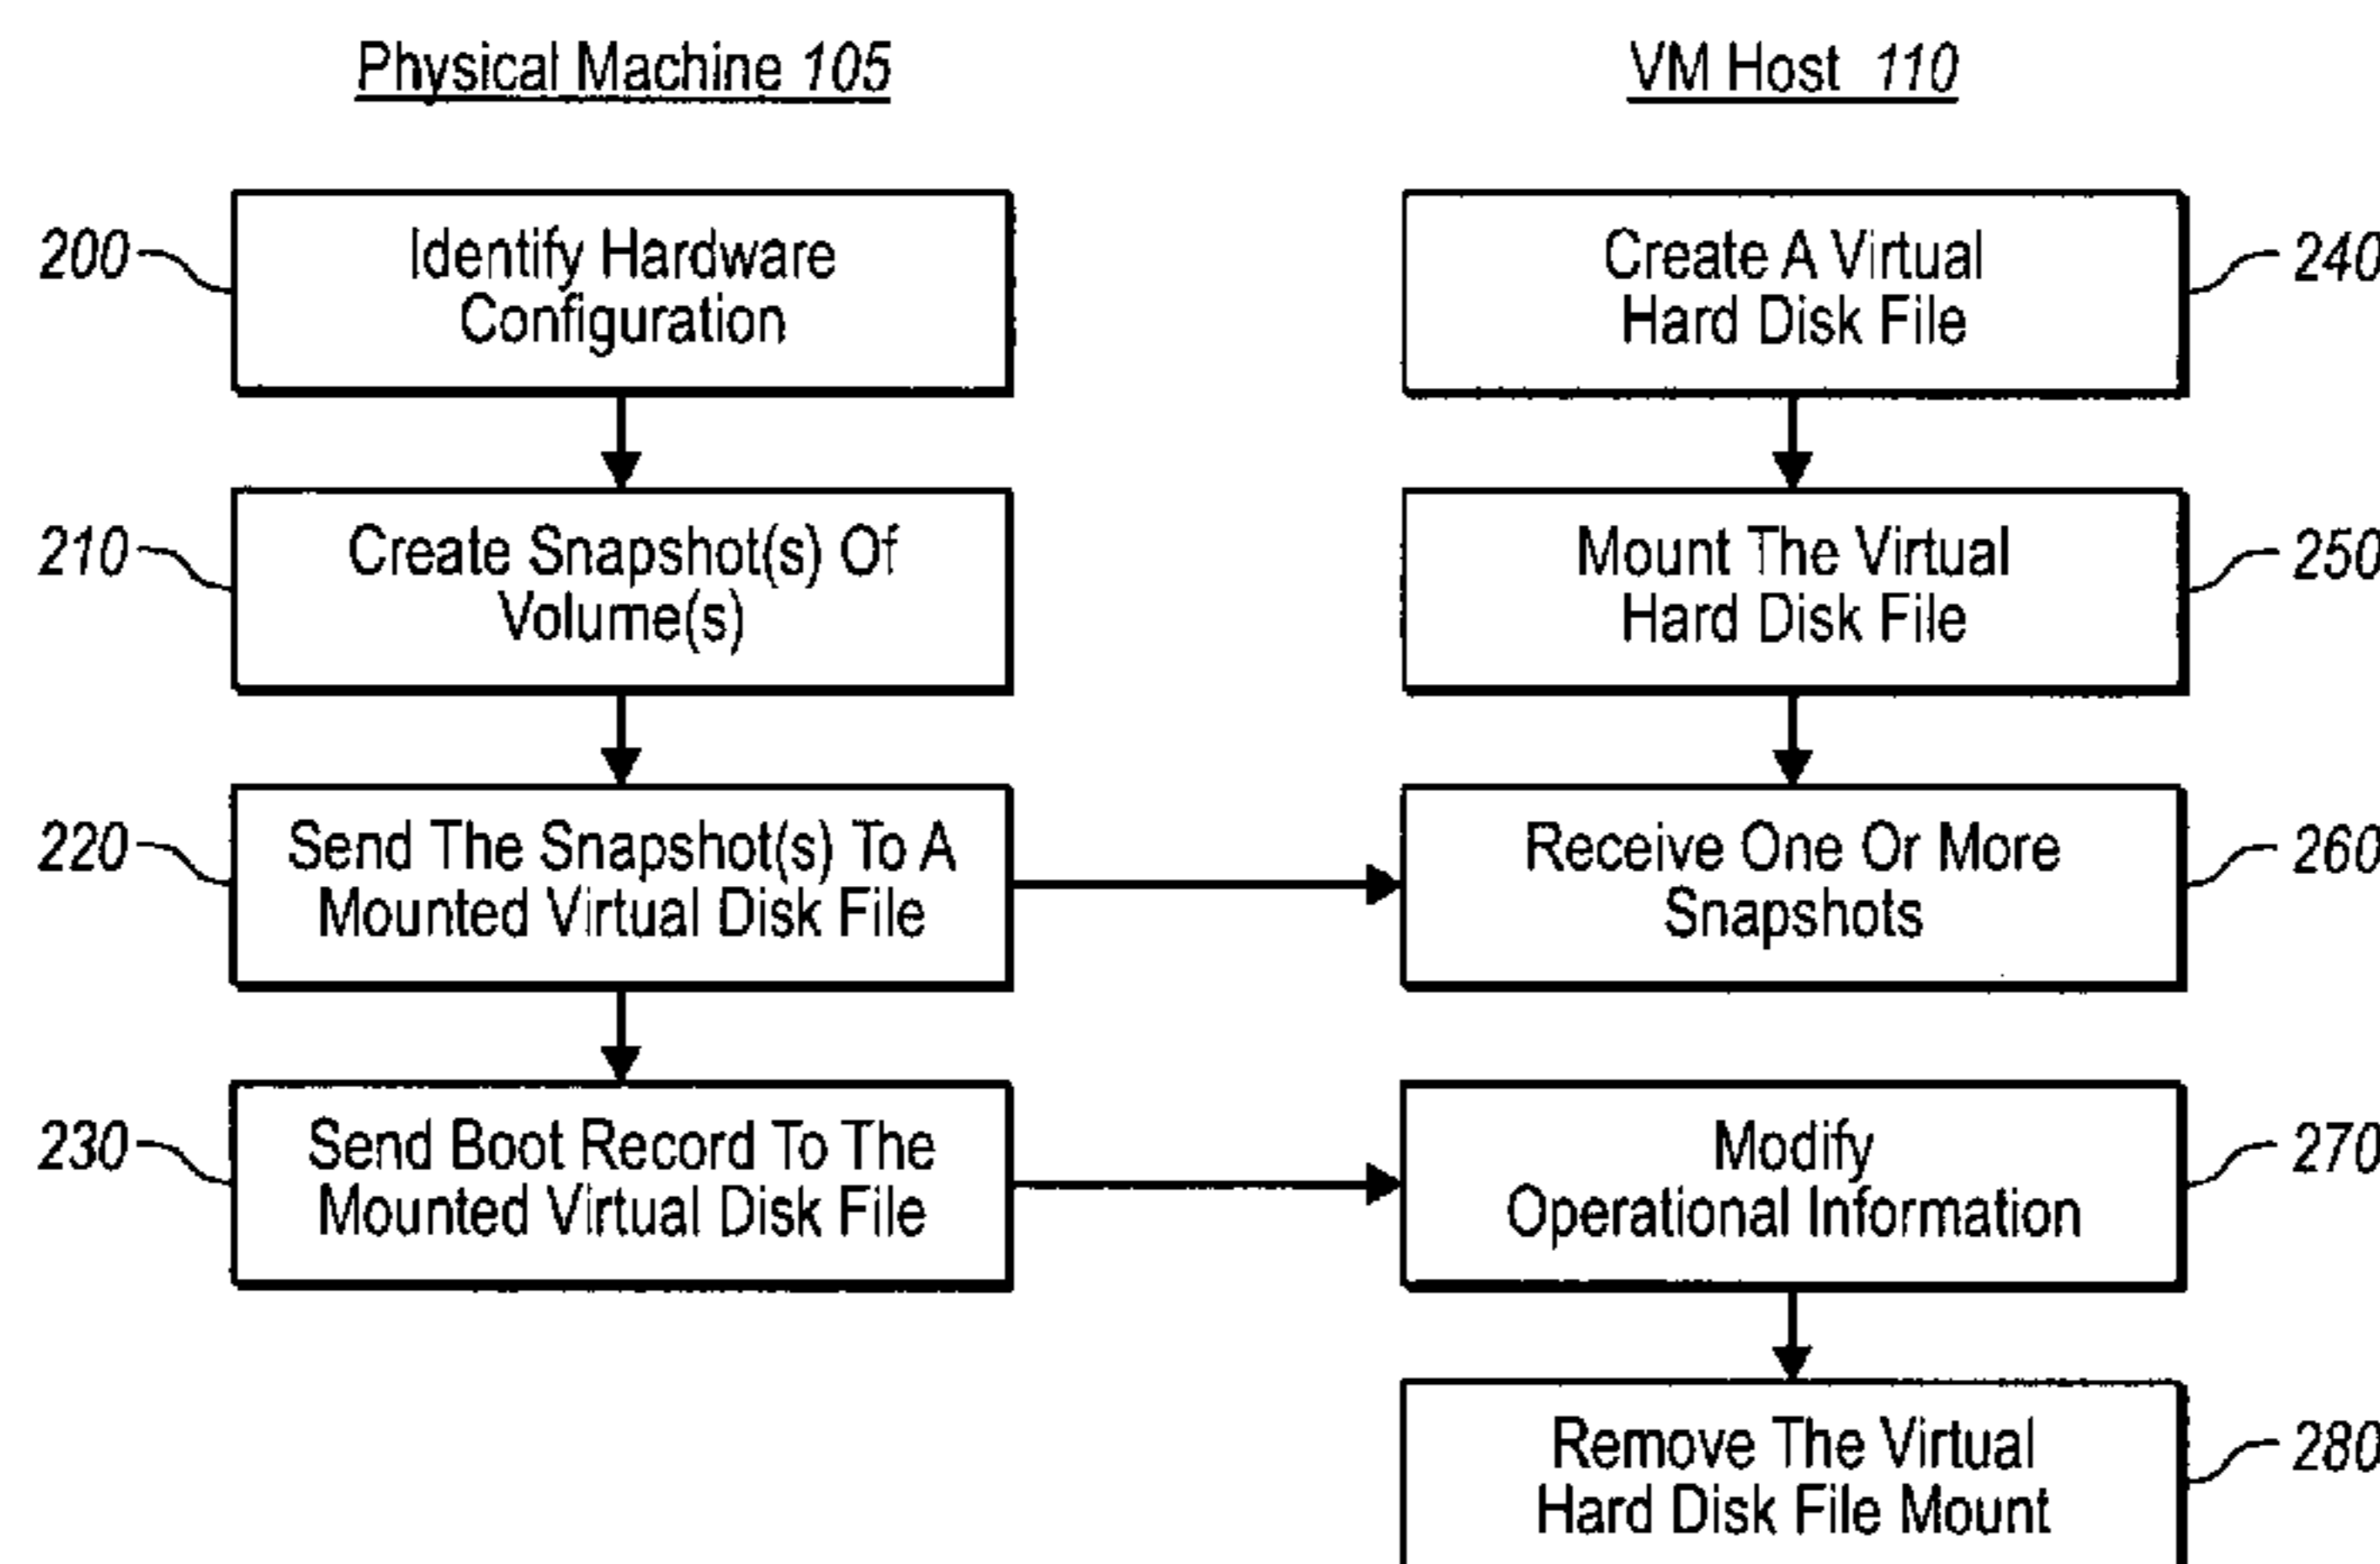 Physical Machine 105
200
Identify Hardware
Configuration
210
Create Snapshot(s) Of
Volume(s)
220
Send The Snapshot(s) To A
Mounted Virtual Disk File
230
Send Boot Record To The
Mounted Virtual Disk File
VM Host 110
Create A Virtual
Hard Disk File
240
Mount The Virtual
Hard Disk File
250
Receive One Or More
Snapshots
260
Modify
Operational Information
270
Remove The Virtual
Hard Disk File Mount
280